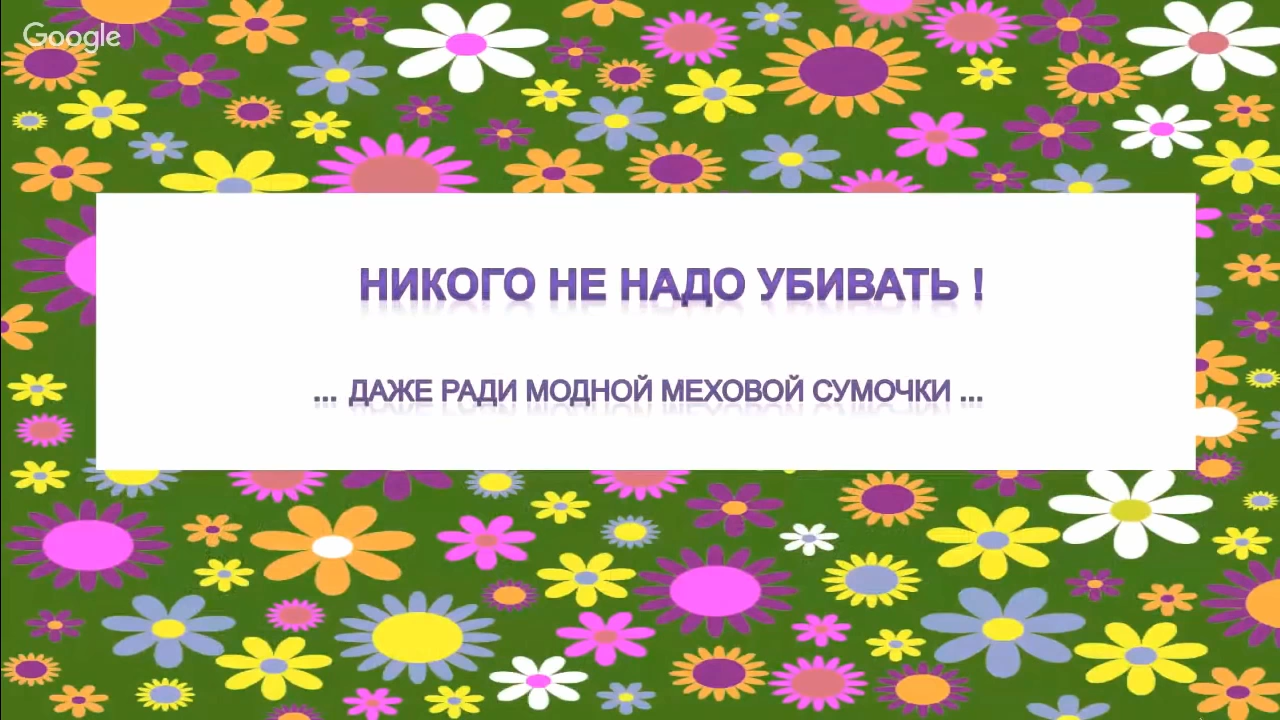 Google
НИКОГО НЕ НАДО УБИВАТЬ !
... ДАЖЕ РАДИ МОДНОЙ МЕХОВОЙ СУМОЧКИ ...